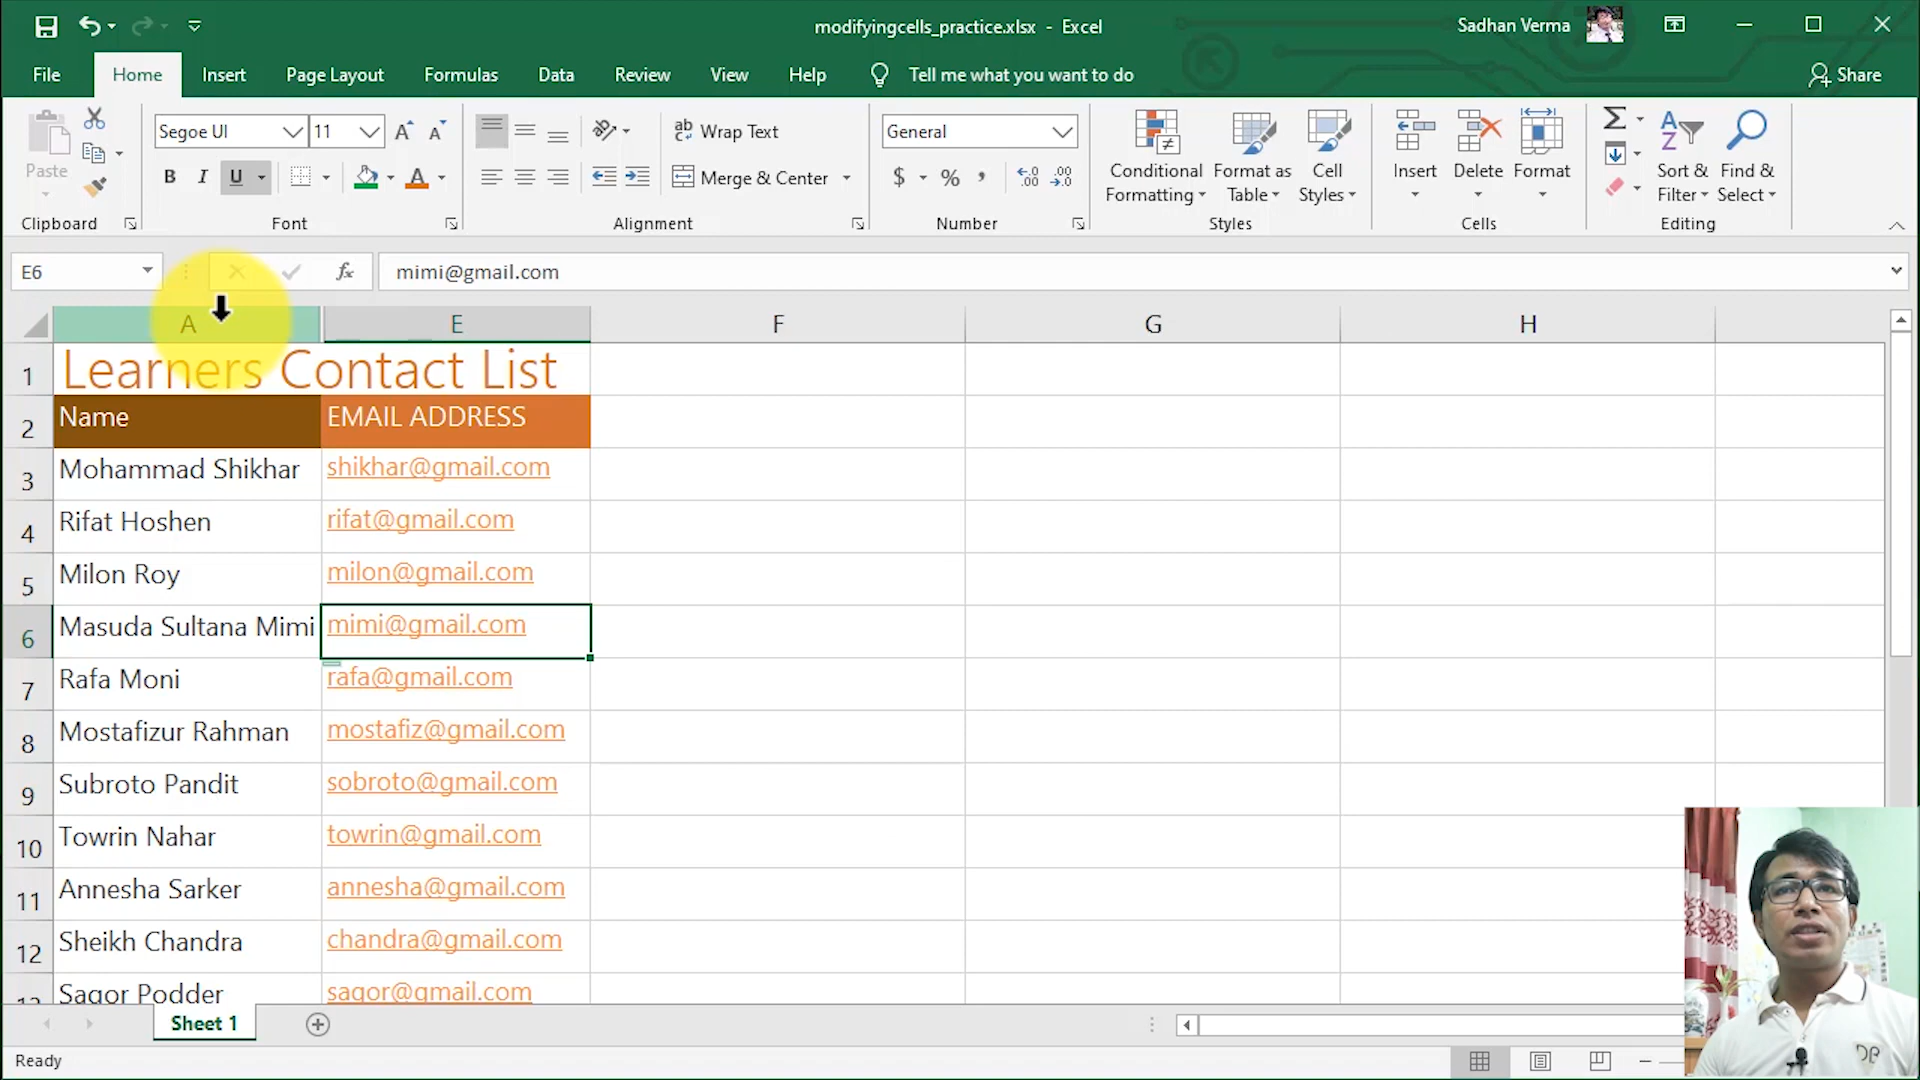 modifyingcells_practice.xlsx - Excel
Sadhan Verma
File Home Insert Page Layout Formulas Data Review View Help Tell me what you want to do Share
Segoe UI 11 Wrap Text General
Paste B I U A Merge & Center $ % , Conditional Formatting Format as Table Cell Styles Insert Delete Format Sort & Filter Find & Select
Clipboard Font Alignment Number Styles Cells Editing
E6 fx mimi@gmail.com
A E F G H
1 Learners Contact List
2 Name EMAIL ADDRESS
3 Mohammad Shikhar shikhar@gmail.com
4 Rifat Hoshen rifat@gmail.com
5 Milon Roy milon@gmail.com
6 Masuda Sultana Mimi mimi@gmail.com
7 Rafa Moni rafa@gmail.com
8 Mostafizur Rahman mostafiz@gmail.com
9 Subroto Pandit sobroto@gmail.com
10 Towrin Nahar towrin@gmail.com
11 Annesha Sarker annesha@gmail.com
12 Sheikh Chandra chandra@gmail.com
Sagor Podder sagor@gmail.com
Sheet 1
Ready